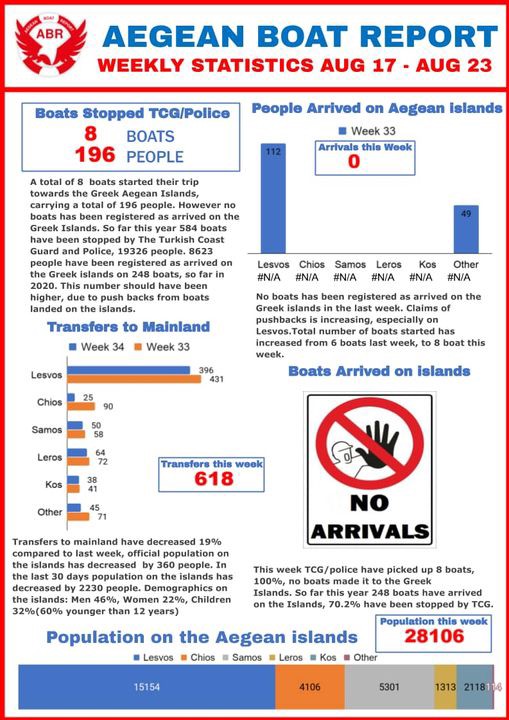 AEGEAN BOAT REPORT
ABR
AEGEAN BOAT REPORT
WEEKLY STATISTICS AUG 17 - AUG 23
Boats Stopped TCG/Police
8 BOATS
196 PEOPLE
A total of 8 boats started their trip
towards the Greek Aegean Islands,
carrying a total of 196 people. However no
boats has been registered as arrived on the
Greek Islands. So far this year 584 boats
have been stopped by The Turkish Coast
Guard and Police, 19326 people. 8623
people have been registered as arrived on
the Greek islands on 248 boats, so far in
2020. This number should have been
higher, due to push backs from boats
landed on the islands.
People Arrived on Aegean islands
Week 33
Arrivals this Week
0
112
49
Lesvos Chios Samos Leros Kos Other
#N/A #N/A #N/A #N/A #N/A #N/A
No boats has been registered as arrived on the
Greek islands in the last week. Claims of
pushbacks is increasing, especially on
Lesvos.Total number of boats started has
increased from 6 boats last week, to 8 boat this
week.
Transfers to Mainland
Week 34 Week 33
Lesvos 396
431
Chios 25
90
Samos 50
58
Leros 64
72
Kos 38
41
Other 45
71
Transfers this week
618
Transfers to mainland have decreased 19%
compared to last week, official population on
the islands has decreased by 360 people. In
the last 30 days population on the islands has
decreased by 2230 people. Demographics on
the islands: Men 46%, Women 22%, Children
32%(60% younger than 12 years)
Boats Arrived on islands
NO
ARRIVALS
This week TCG/police have picked up 8 boats,
100%, no boats made it to the Greek
Islands. So far this year 248 boats have arrived
on the Islands, 70.2% have been stopped by TCG.
Population on the Aegean islands
Population this week
28106
Lesvos Chios Samos Leros Kos Other
15154 4106 5301 1313 2118 114